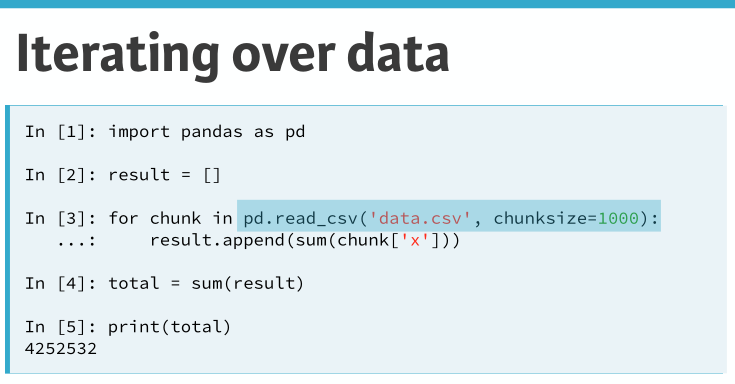 Iterating over data
In [1]: import pandas as pd
In [2]: result = []
In [3]: for chunk in pd.read_csv('data.csv', chunksize=1000):
   ...:     result.append(sum(chunk['x']))
In [4]: total = sum(result)
In [5]: print(total)
4252532